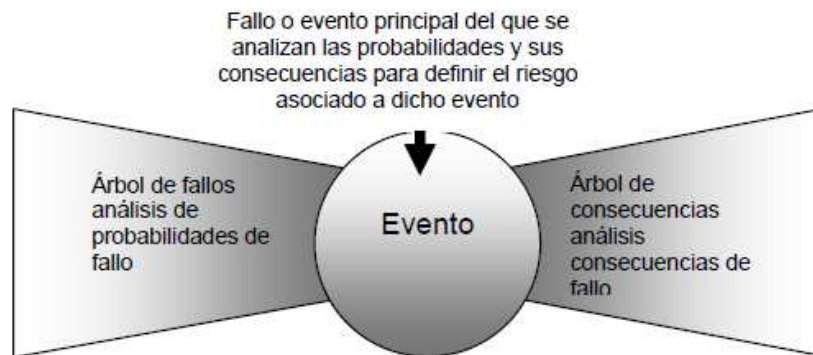 Fallo o evento principal del que se
analizan las probabilidades y sus
consecuencias para definir el riesgo
asociado a dicho evento
Árbol de fallos
análisis de
probabilidades de
fallo
Evento
Árbol de
consecuencias
análisis
consecuencias de
fallo